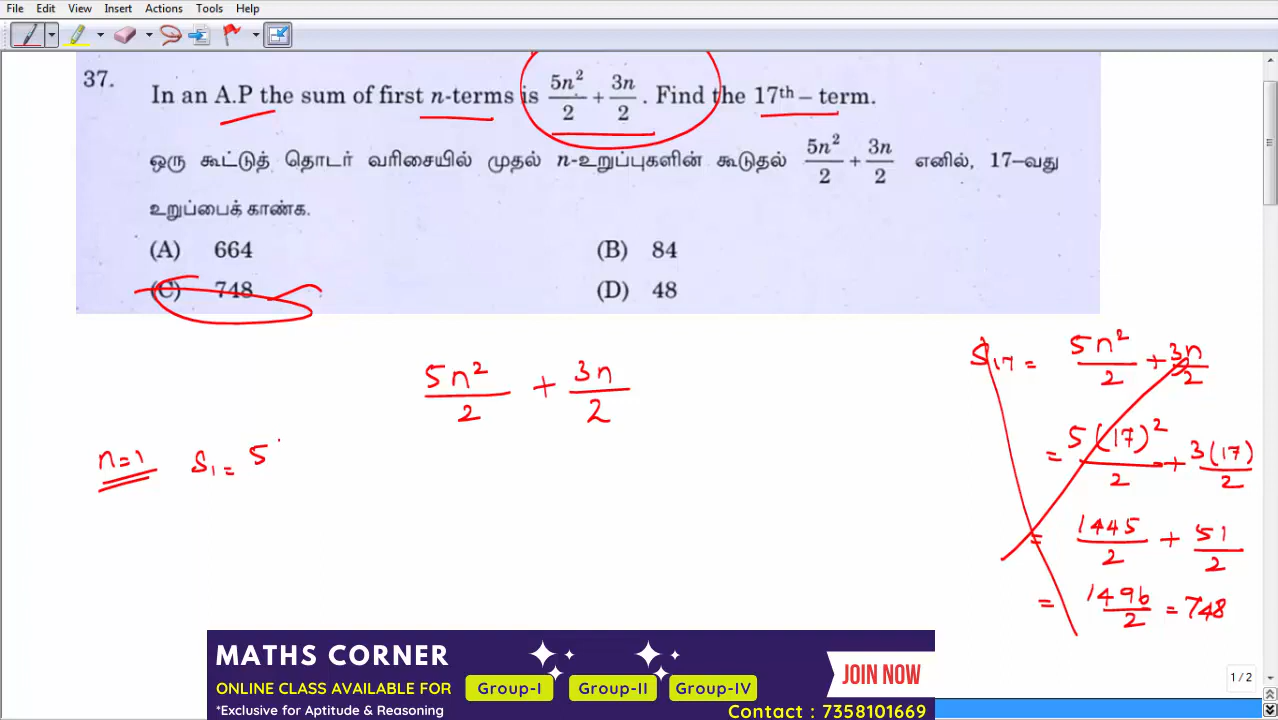 File Edit View Insert Actions Tools Help
37. In an A.P the sum of first n-terms is 5n²/2 + 3n/2. Find the 17th – term.
ஒரு கூட்டுத் தொடர் வரிசையில் முதல் n-உறுப்புகளின் கூடுதல் 5n²/2 + 3n/2 எனில், 17–வது
உறுப்பைக் காண்க.
(A) 664 (B) 84
(C) 748 (D) 48
5n²/2 + 3n/2
n=1 S₁= 5
S₁₇ = 5n²/2 + 3n/2
= 5(17)²/2 + 3(17)/2
= 1445/2 + 51/2
= 1496/2 = 748
MATHS CORNER
ONLINE CLASS AVAILABLE FOR Group-I Group-II Group-IV
*Exclusive for Aptitude & Reasoning
JOIN NOW
Contact : 7358101669
1/2